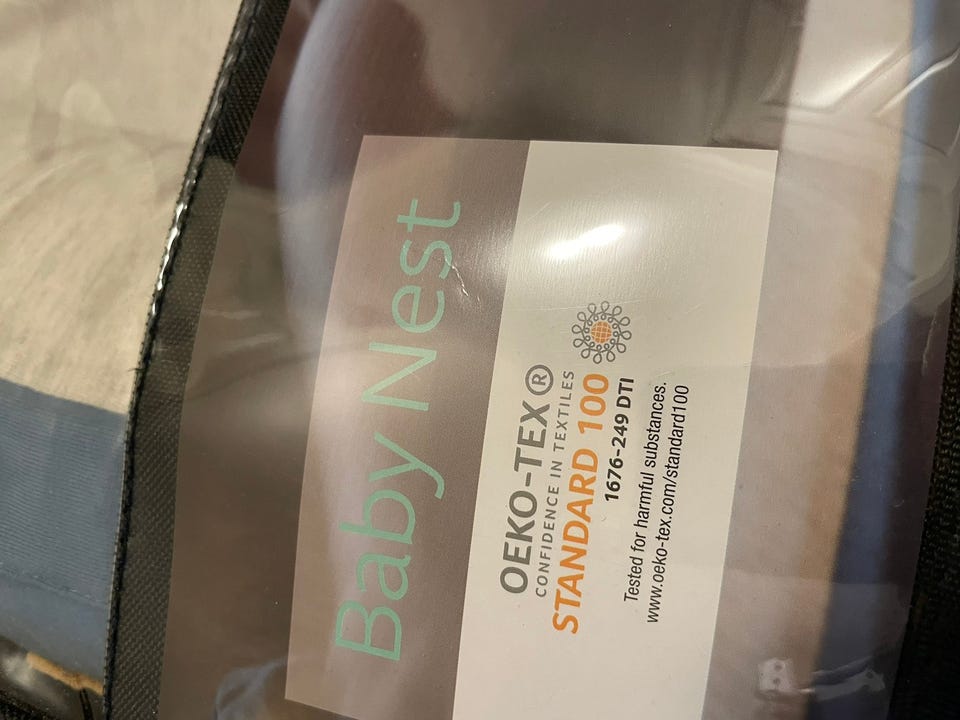 Baby Nest
OEKO-TEX®
CONFIDENCE IN TEXTILES
STANDARD 100
1676-249 DTI
Tested for harmful substances.
www.oeko-tex.com/standard100